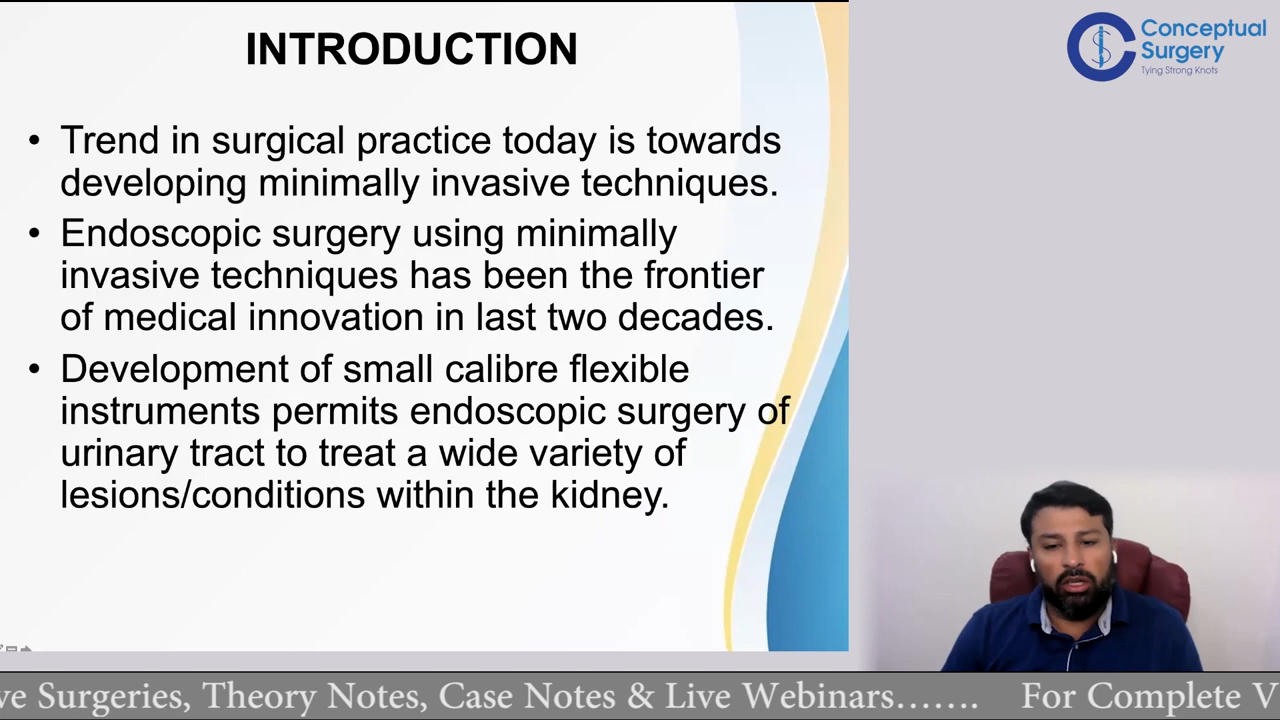 INTRODUCTION
• Trend in surgical practice today is towards
developing minimally invasive techniques.
• Endoscopic surgery using minimally
invasive techniques has been the frontier
of medical innovation in last two decades.
• Development of small calibre flexible
instruments permits endoscopic surgery of
urinary tract to treat a wide variety of
lesions/conditions within the kidney.
Conceptual
Surgery
Tying Strong Knots
ve Surgeries, Theory Notes, Case Notes & Live Webinars....... For Complete V